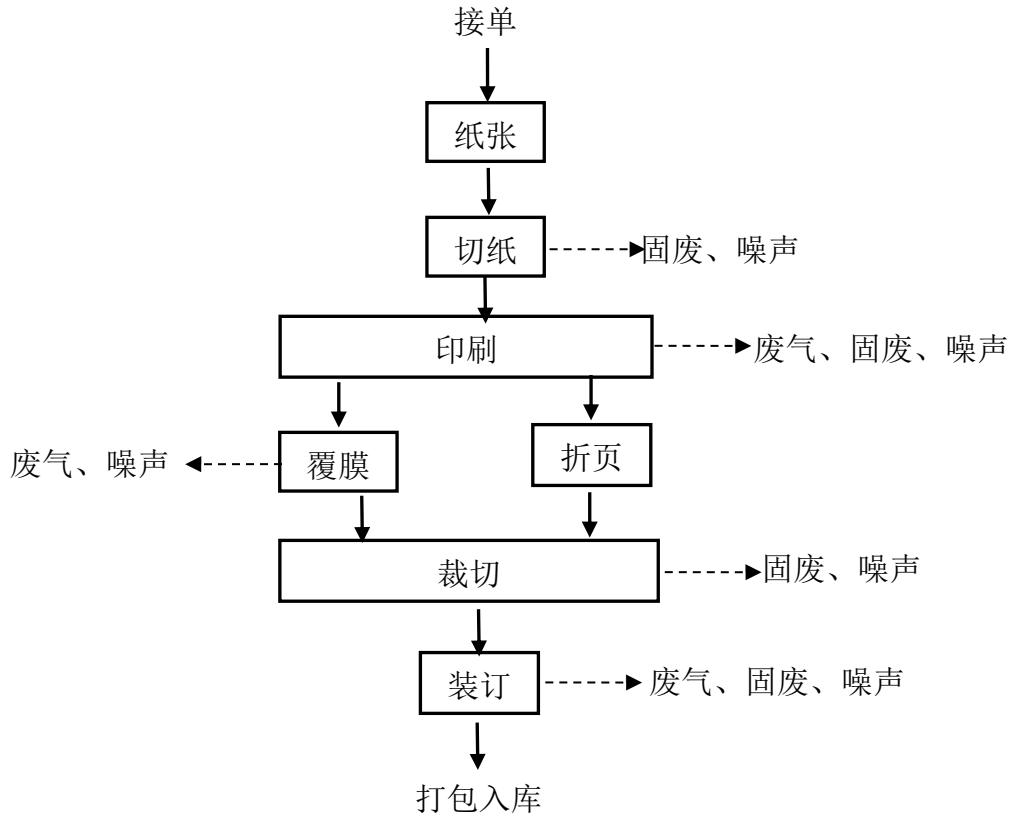 接单
纸张
切纸
固废、噪声
印刷
废气、固废、噪声
废气、噪声
覆膜
折页
裁切
固废、噪声
装订
废气、固废、噪声
打包入库